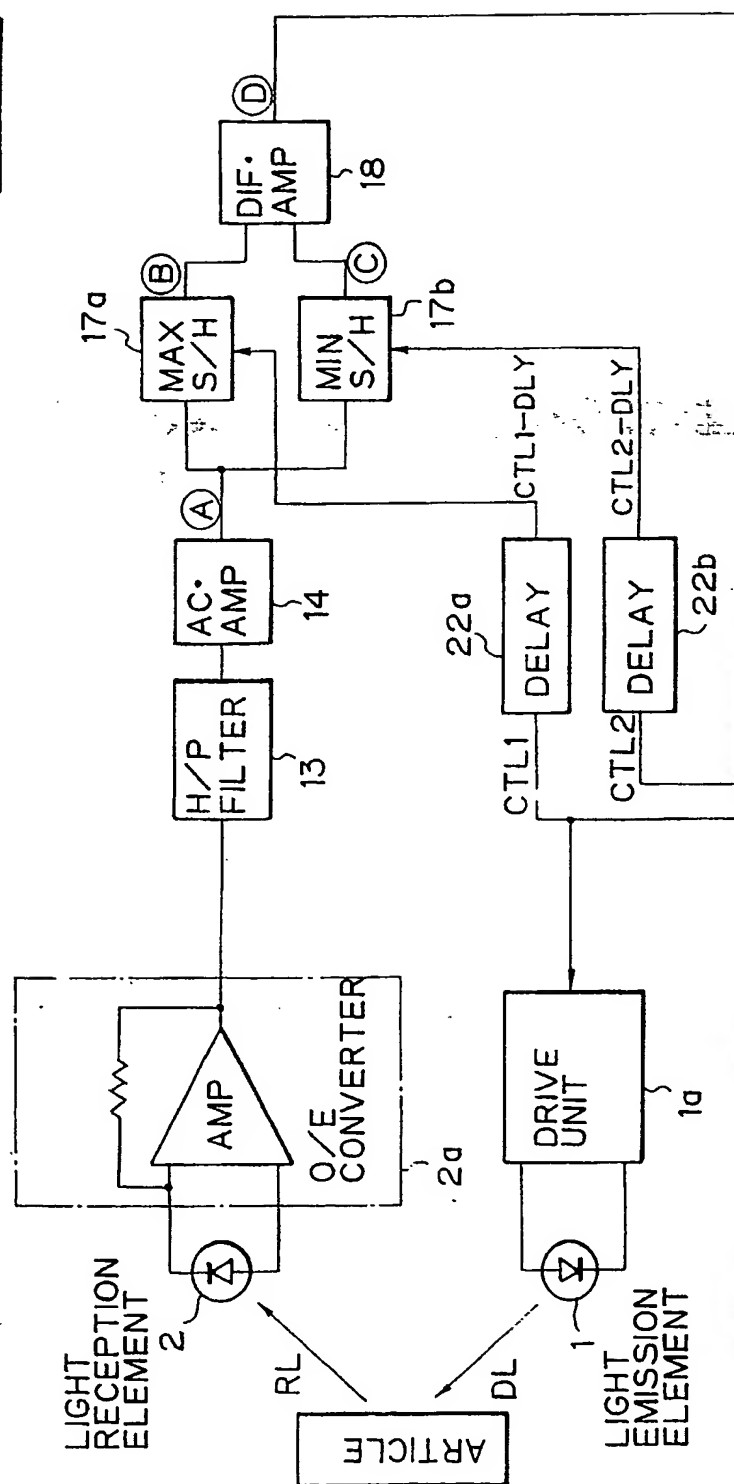 LIGHT
RECEPTION
ELEMENT
2
AMP
O/E
CONVERTER
2a
H/P
FILTER
13
AC·
AMP
14
A
17a
MAX
S/H
B
MIN
S/H
17b
C
DIF·
AMP
18
D
RL
ARTICLE
DL
1
LIGHT
EMISSION
ELEMENT
DRIVE
UNIT
1a
CTL1
22a
DELAY
CTL1-DLY
CTL2
DELAY
22b
CTL2-DLY